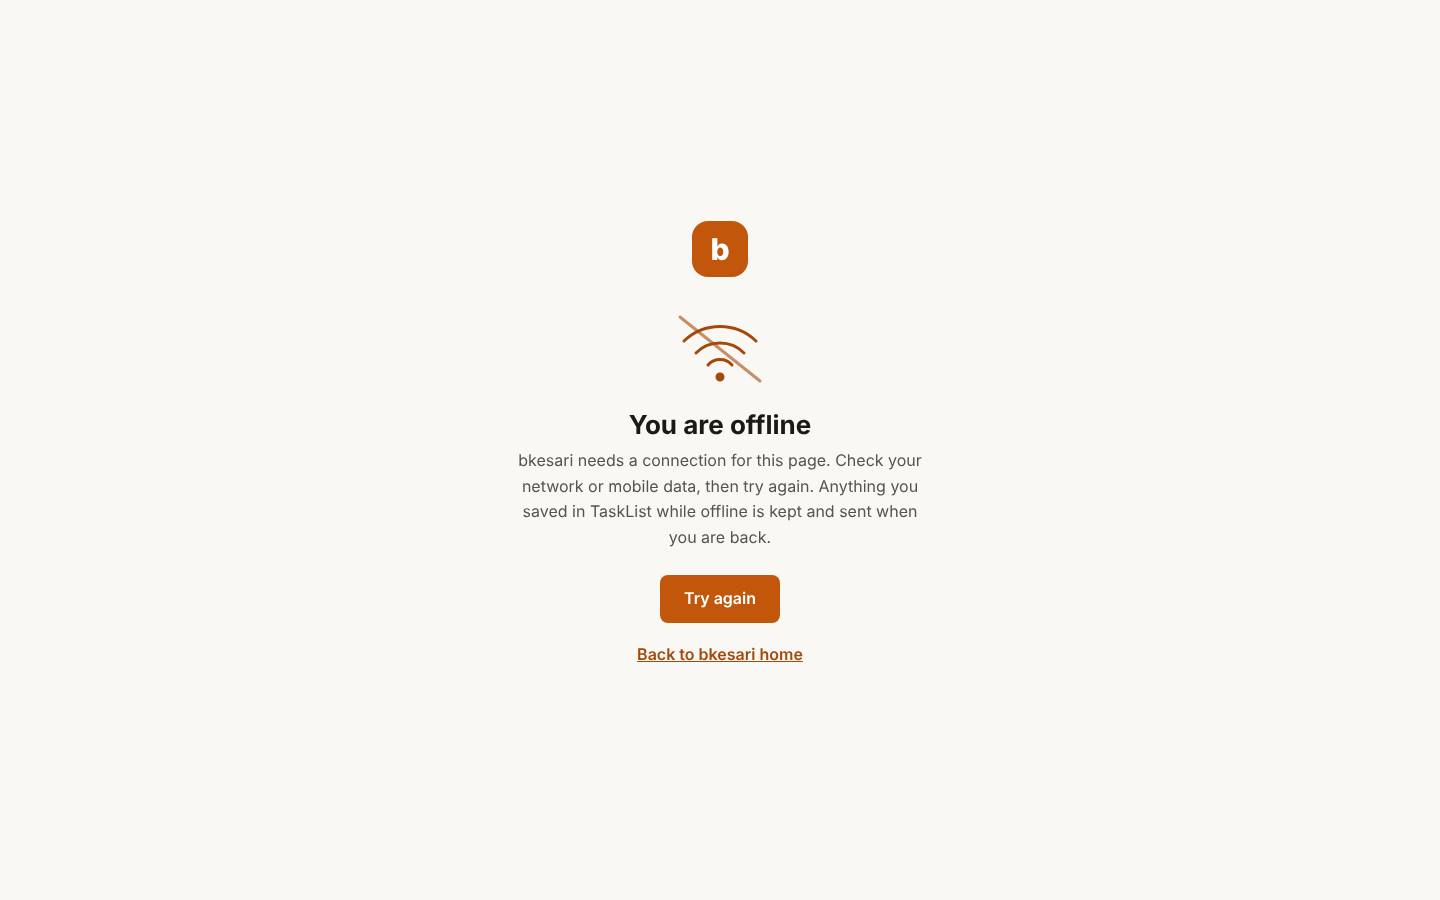 b
You are offline
bkesari needs a connection for this page. Check your
network or mobile data, then try again. Anything you
saved in TaskList while offline is kept and sent when
you are back.
Try again
Back to bkesari home